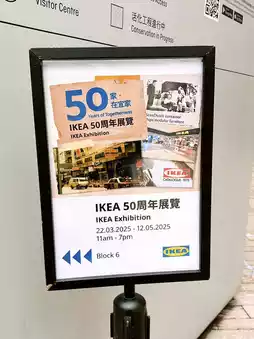 Visitor Centre
Access
活化工程進行中
Conservation in Progress
50 家·在宜家
Years of Togetherness
IKEA 50周年展覽
IKEA Exhibition
IKEA
IKEA 50周年展覽
IKEA Exhibition
22.03.2025 - 12.05.2025
11am - 7pm
Block 6
IKEA